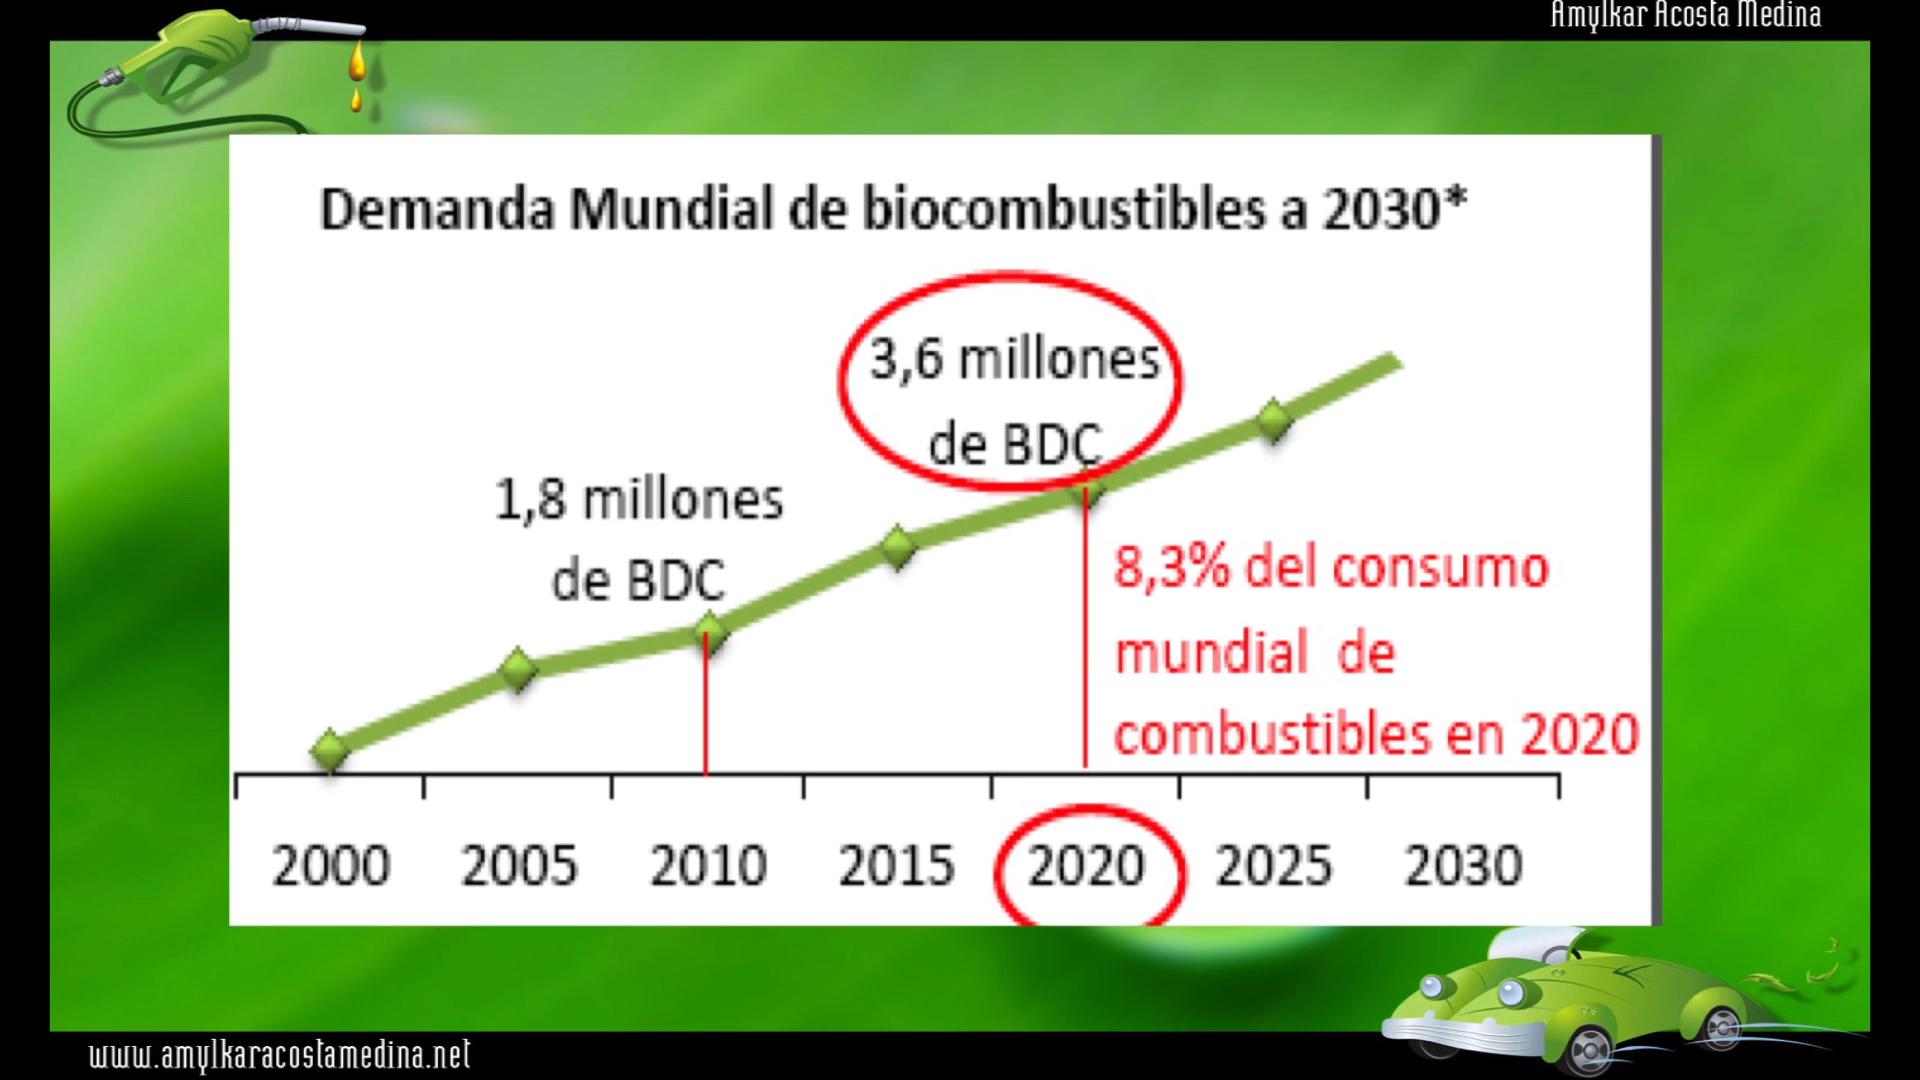 Amylkar Acosta Medina
Demanda Mundial de biocombustibles a 2030*
3,6 millones
de BDC
1,8 millones
de BDC
8,3% del consumo
mundial de
combustibles en 2020
2000 2005 2010 2015 2020 2025 2030
www.amylkaracostamedina.net